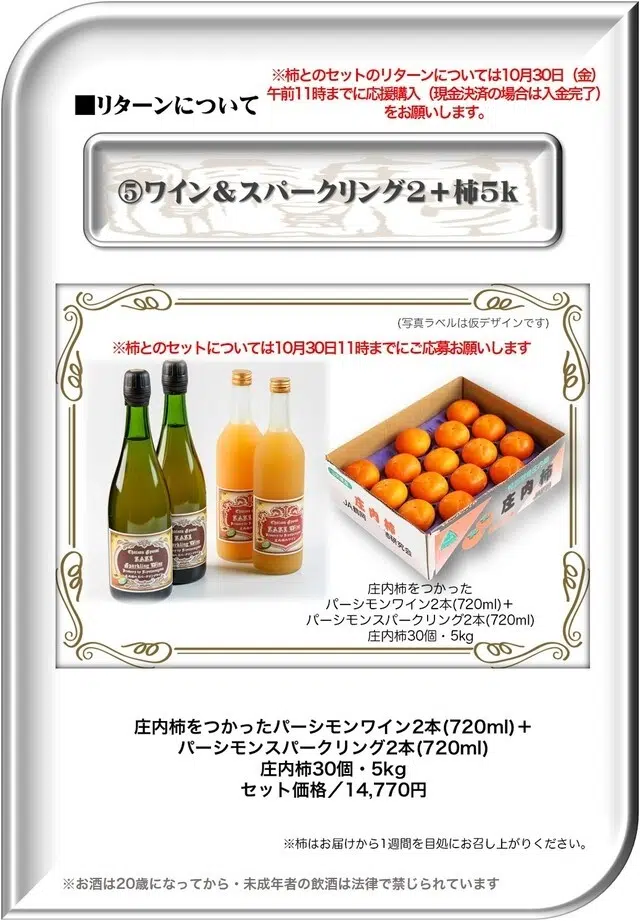 ■リターンについて
※柿とのセットのリターンについては10月30日（金）
午前11時までに応援購入（現金決済の場合は入金完了）
をお願いします。
⑤ワイン＆スパークリング2＋柿5k
(写真ラベルは仮デザインです)
※柿とのセットについては10月30日11時までにご応募お願いします
KAKI
Sparkling Wine
KAKI Wine
庄内柿
庄内柿
庄内柿をつかった
パーシモンワイン2本(720ml)＋
パーシモンスパークリング2本(720ml)
庄内柿30個・5kg
庄内柿をつかったパーシモンワイン2本(720ml)＋
パーシモンスパークリング2本(720ml)
庄内柿30個・5kg
セット価格／14,770円
※柿はお届けから1週間を目処にお召し上がりください。
※お酒は20歳になってから・未成年者の飲酒は法律で禁じられています